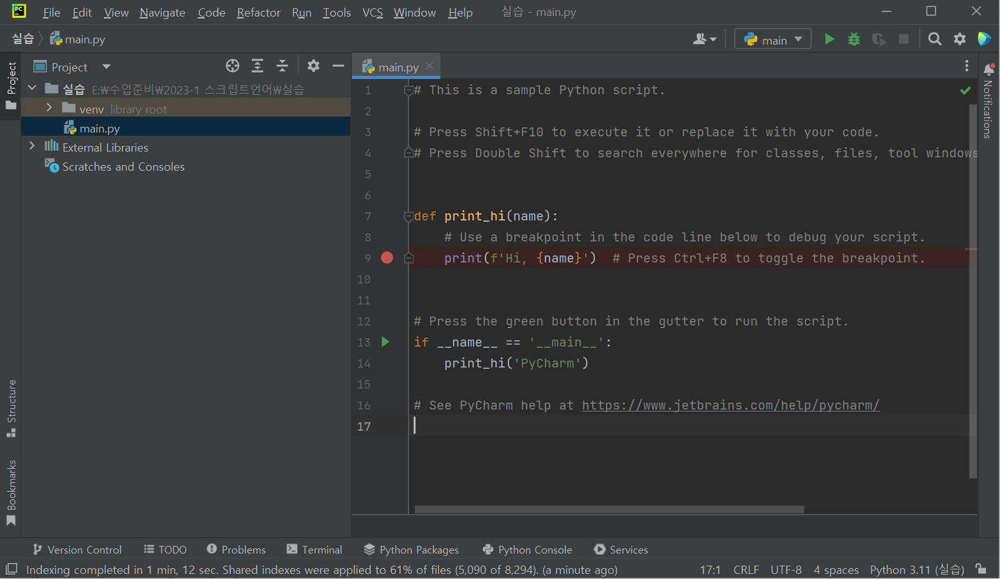 PC
File Edit View Navigate Code Refactor Run Tools VCS Window Help 실습 - main.py
실습 main.py
main
Project
Project
main.py
실습 E:₩수업준비₩2023-1 스크립트언어₩실습
venv library root
main.py
External Libraries
Scratches and Consoles
1 # This is a sample Python script.
2
3 # Press Shift+F10 to execute it or replace it with your code.
4 # Press Double Shift to search everywhere for classes, files, tool windows
5
6
7 def print_hi(name):
8 # Use a breakpoint in the code line below to debug your script.
9 print(f'Hi, {name}') # Press Ctrl+F8 to toggle the breakpoint.
10
11
12 # Press the green button in the gutter to run the script.
13 if __name__ == '__main__':
14 print_hi('PyCharm')
15
16 # See PyCharm help at https://www.jetbrains.com/help/pycharm/
17
Notifications
Structure
Bookmarks
Version Control TODO Problems Terminal Python Packages Python Console Services
Indexing completed in 1 min, 12 sec. Shared indexes were applied to 61% of files (5,090 of 8,294). (a minute ago) 17:1 CRLF UTF-8 4 spaces Python 3.11 (실습)